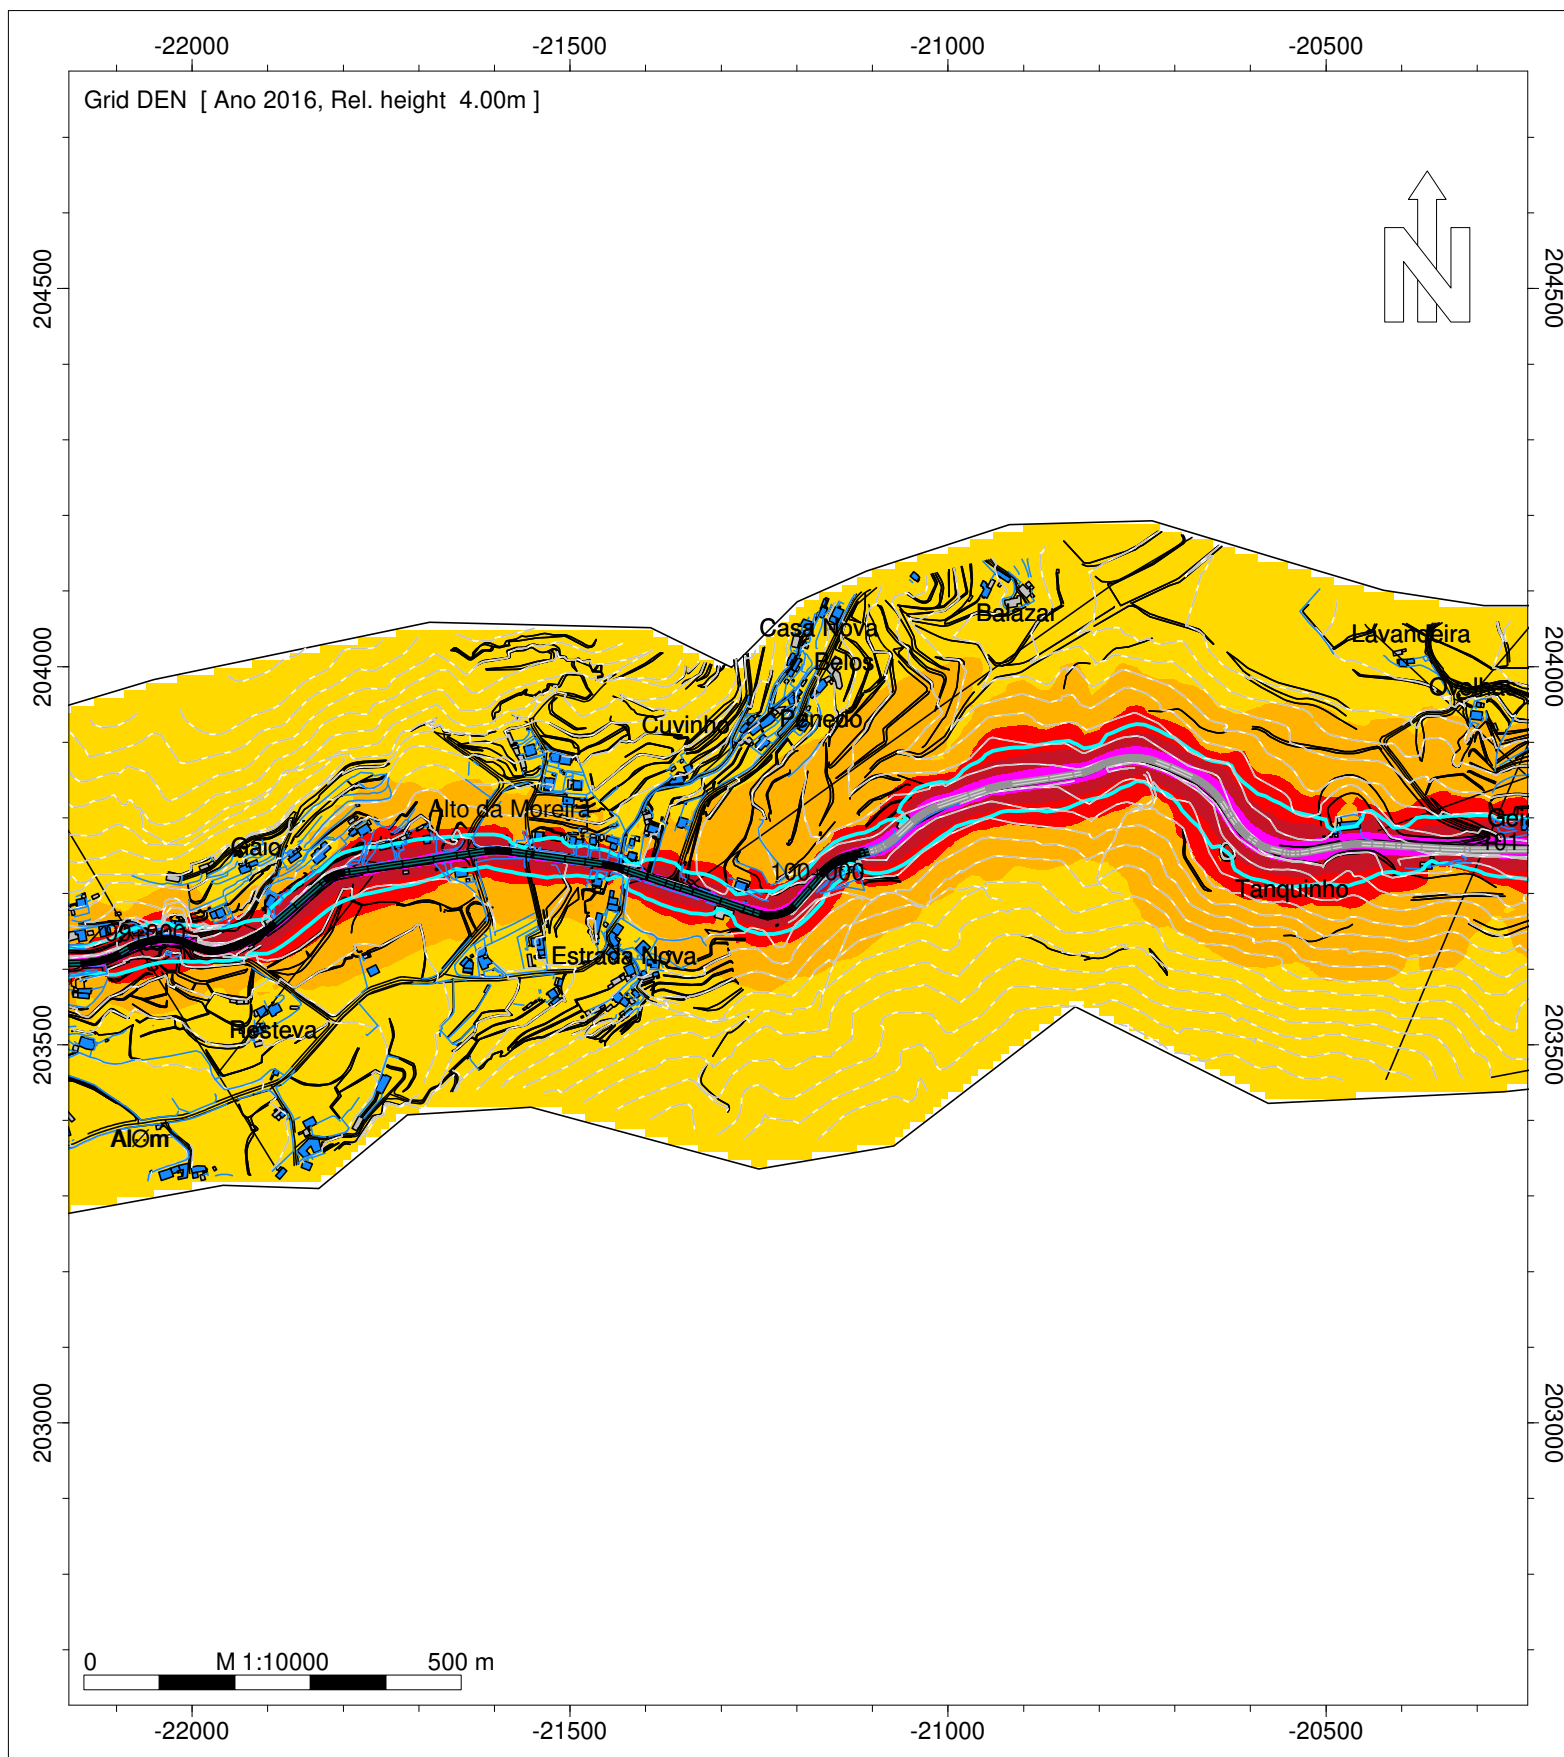 -22000 -21500 -21000 -20500
Grid DEN [ Ano 2016, Rel. height 4.00m ]
N
204500 204500
Casa Nova
Balazar
Lavandeira
Belos
204000 204000
Penedo
Cuvinho
Alto da Moreira
Gaio
100+000
101
Tanquinho
Estrada Nova
Resteva
203500 203500
AlØm
203000 203000
0 M 1:10000 500 m
-22000 -21500 -21000 -20500